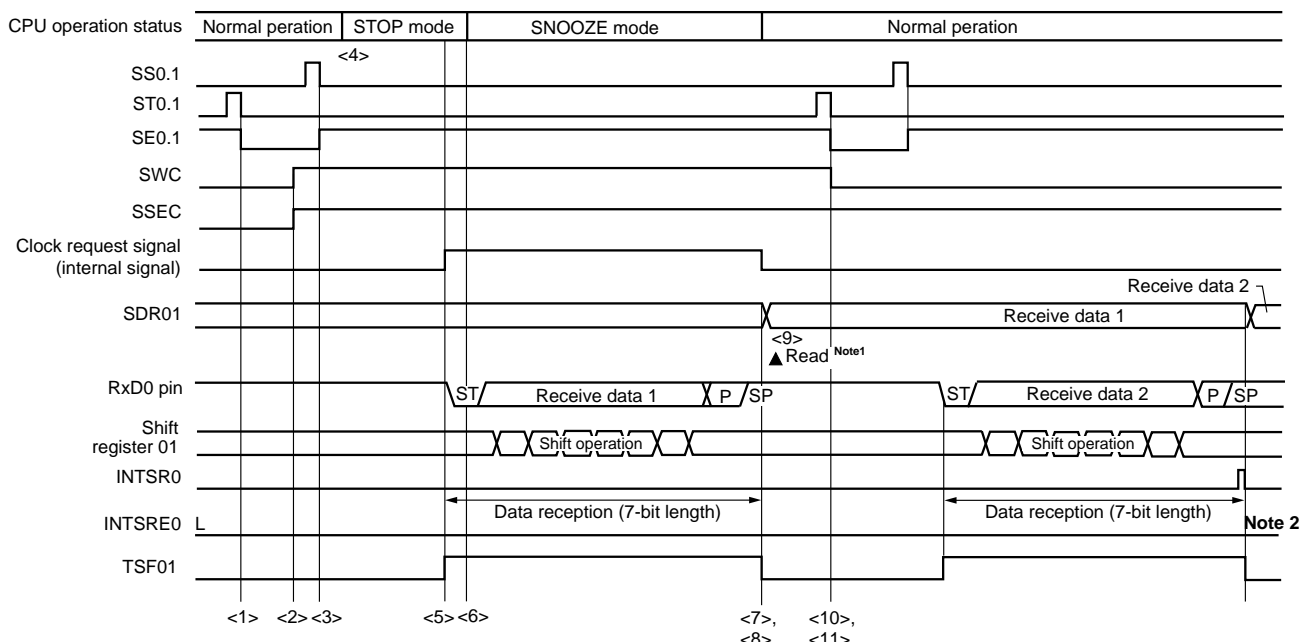 CPU operation status Normal peration STOP mode SNOOZE mode Normal peration
<4>
SS0.1
ST0.1
SE0.1
SWC
SSEC
Clock request signal
(internal signal)
Receive data 2
SDR01 Receive data 1
<9>
▲ Read Note1
RxD0 pin ST Receive data 1 P SP ST Receive data 2 P SP
Shift
register 01 Shift operation Shift operation
INTSR0
Data reception (7-bit length) Data reception (7-bit length)
INTSRE0 L Note 2
TSF01
<1> <2> <3> <5> <6> <7>, <10>,
<8> <11>